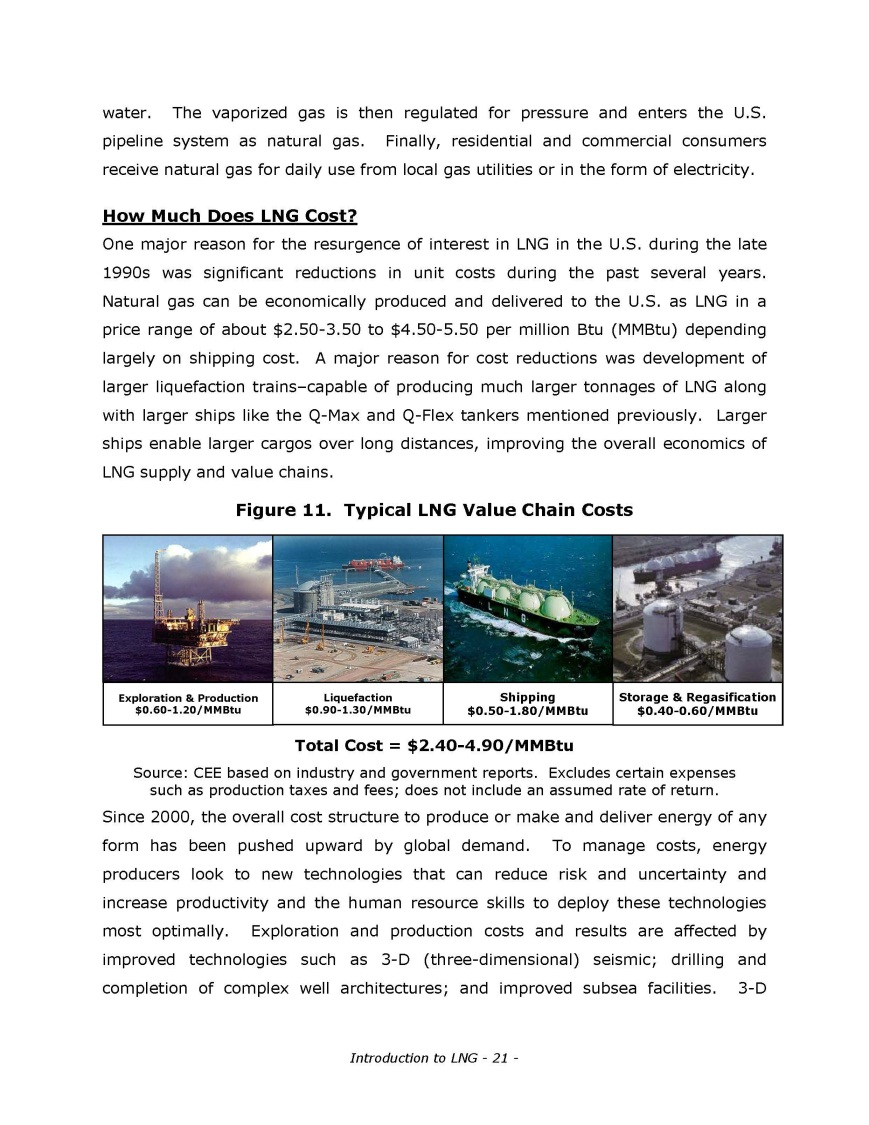 water. The vaporized gas is then regulated for pressure and enters the U.S.
pipeline system as natural gas. Finally, residential and commercial consumers
receive natural gas for daily use from local gas utilities or in the form of electricity.
How Much Does LNG Cost?
One major reason for the resurgence of interest in LNG in the U.S. during the late
1990s was significant reductions in unit costs during the past several years.
Natural gas can be economically produced and delivered to the U.S. as LNG in a
price range of about $2.50-3.50 to $4.50-5.50 per million Btu (MMBtu) depending
largely on shipping cost. A major reason for cost reductions was development of
larger liquefaction trains–capable of producing much larger tonnages of LNG along
with larger ships like the Q-Max and Q-Flex tankers mentioned previously. Larger
ships enable larger cargos over long distances, improving the overall economics of
LNG supply and value chains.
Figure 11. Typical LNG Value Chain Costs
LNG
Exploration & Production
$0.60-1.20/MMBtu
Liquefaction
$0.90-1.30/MMBtu
Shipping
$0.50-1.80/MMBtu
Storage & Regasification
$0.40-0.60/MMBtu
Total Cost = $2.40-4.90/MMBtu
Source: CEE based on industry and government reports. Excludes certain expenses
such as production taxes and fees; does not include an assumed rate of return.
Since 2000, the overall cost structure to produce or make and deliver energy of any
form has been pushed upward by global demand. To manage costs, energy
producers look to new technologies that can reduce risk and uncertainty and
increase productivity and the human resource skills to deploy these technologies
most optimally. Exploration and production costs and results are affected by
improved technologies such as 3-D (three-dimensional) seismic; drilling and
completion of complex well architectures; and improved subsea facilities. 3-D
Introduction to LNG - 21 -